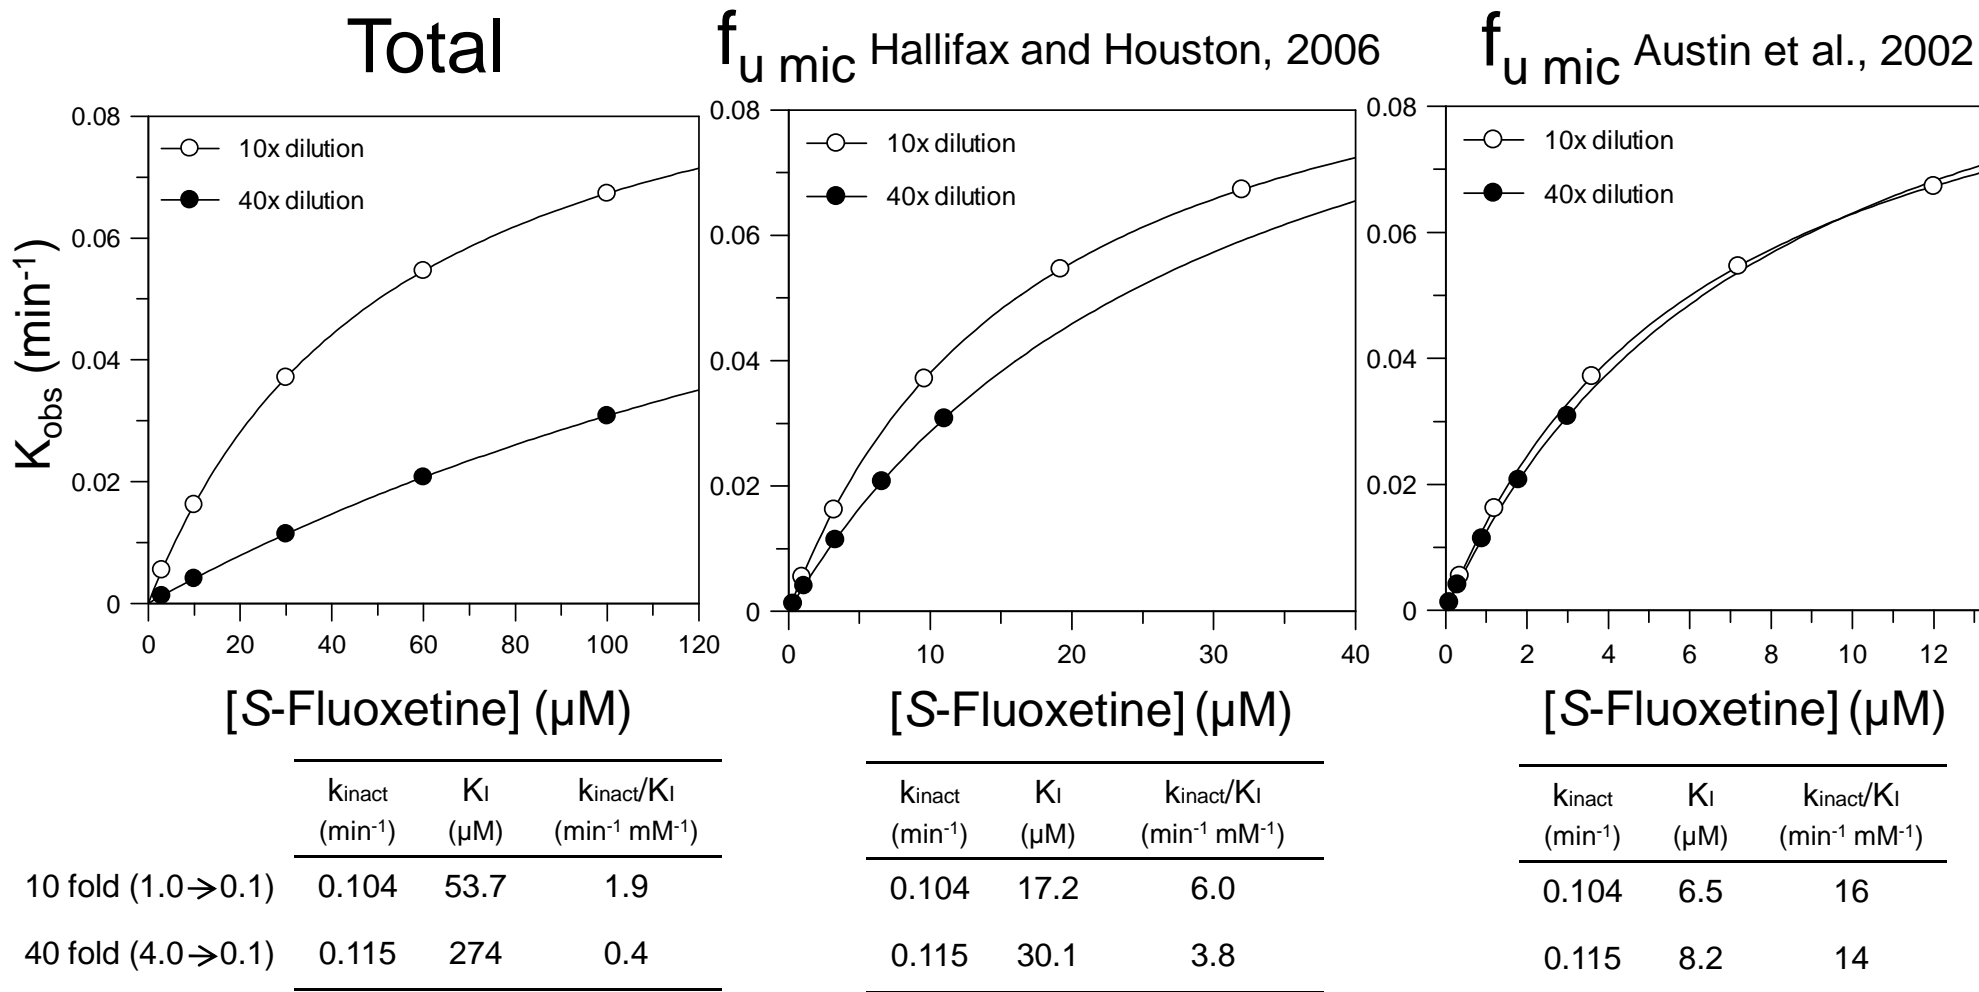 Total
f u mic Hallifax and Houston, 2006
f u mic Austin et al., 2002
0.08
0.06
0.04
0.02
0
10x dilution
40x dilution
0 20 40 60 80 100 120
K obs (min-1)
[S-Fluoxetine] (µM)
0.08
0.06
0.04
0.02
0
10x dilution
40x dilution
0 10 20 30 40
[S-Fluoxetine] (µM)
0.08
0.06
0.04
0.02
0
10x dilution
40x dilution
0 2 4 6 8 10 12
[S-Fluoxetine] (µM)
kinact KI kinact/KI
(min-1) (µM) (min-1 mM-1)
10 fold (1.0→0.1) 0.104 53.7 1.9
40 fold (4.0→0.1) 0.115 274 0.4
kinact KI kinact/KI
(min-1) (µM) (min-1 mM-1)
0.104 17.2 6.0
0.115 30.1 3.8
kinact KI kinact/KI
(min-1) (µM) (min-1 mM-1)
0.104 6.5 16
0.115 8.2 14